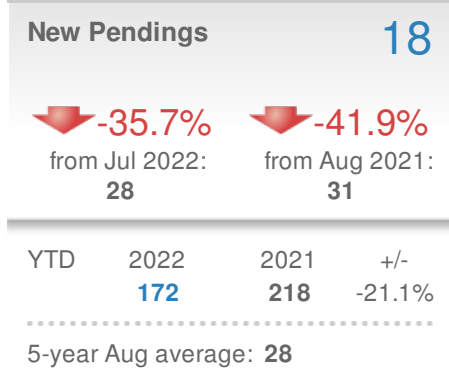 New Pendings 18
-35.7% -41.9%
from Jul 2022: from Aug 2021:
28 31
YTD 2022 2021 +/-
172 218 -21.1%
5-year Aug average: 28